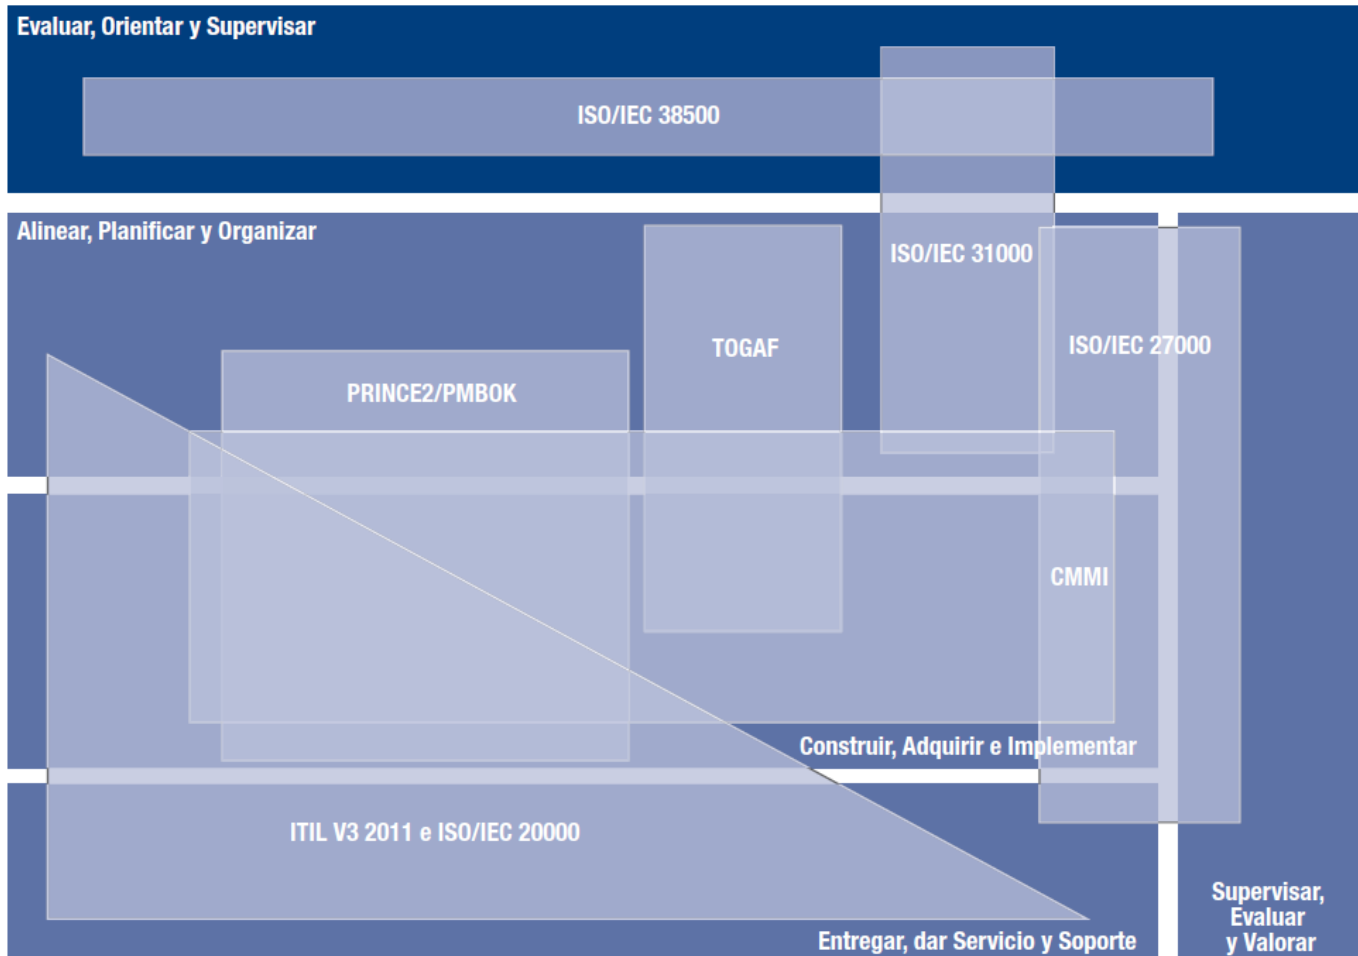 Evaluar, Orientar y Supervisar
ISO/IEC 38500
Alinear, Planificar y Organizar
ISO/IEC 31000
TOGAF
ISO/IEC 27000
PRINCE2/PMBOK
CMMI
Construir, Adquirir e Implementar
ITIL V3 2011 e ISO/IEC 20000
Entregar, dar Servicio y Soporte
Supervisar,
Evaluar
y Valorar